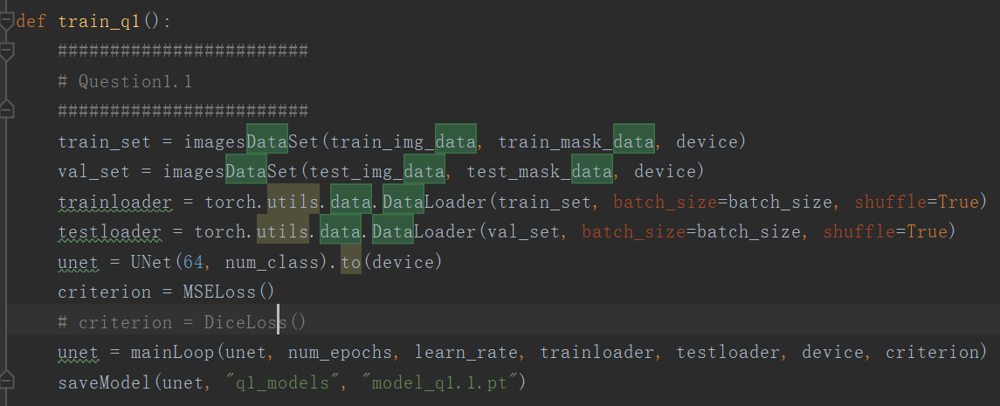 def train_q1():
    ########################
    # Question1.1
    ########################
    train_set = imagesDataSet(train_img_data, train_mask_data, device)
    val_set = imagesDataSet(test_img_data, test_mask_data, device)
    trainloader = torch.utils.data.DataLoader(train_set, batch_size=batch_size, shuffle=True)
    testloader = torch.utils.data.DataLoader(val_set, batch_size=batch_size, shuffle=True)
    unet = UNet(64, num_class).to(device)
    criterion = MSELoss()
    # criterion = DiceLoss()
    unet = mainLoop(unet, num_epochs, learn_rate, trainloader, testloader, device, criterion)
    saveModel(unet, "q1_models", "model_q1.1.pt")